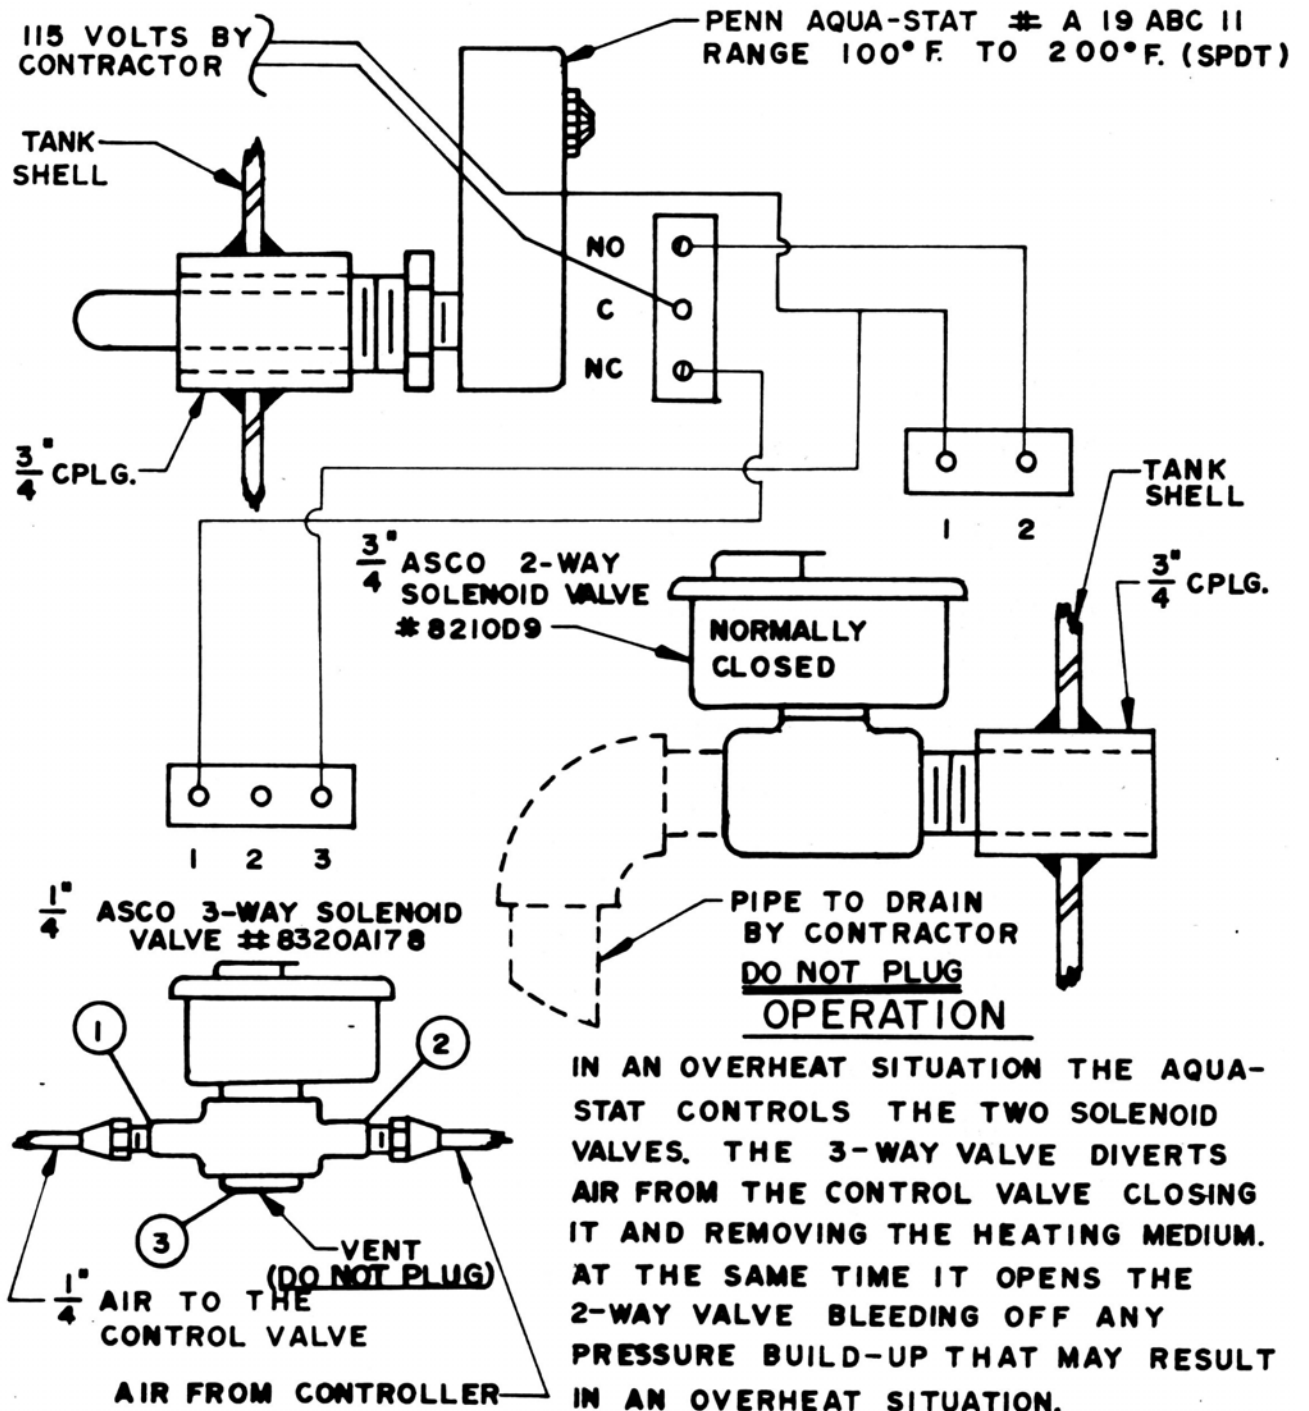 115 VOLTS BY
CONTRACTOR
PENN AQUA-STAT # A 19 ABC 11
RANGE 100°F. TO 200°F. (SPDT)
TANK
SHELL
NO
C
NC
3/4" CPLG.
1 2
TANK
SHELL
3/4" CPLG.
3/4" ASCO 2-WAY
SOLENOID VALVE
# 8210D9
NORMALLY
CLOSED
1 2 3
1/4" ASCO 3-WAY SOLENOID
VALVE # 8320A178
PIPE TO DRAIN
BY CONTRACTOR
DO NOT PLUG
1
2
3
VENT
(DO NOT PLUG)
1/4" AIR TO THE
CONTROL VALVE
AIR FROM CONTROLLER
OPERATION
IN AN OVERHEAT SITUATION THE AQUA-
STAT CONTROLS THE TWO SOLENOID
VALVES. THE 3-WAY VALVE DIVERTS
AIR FROM THE CONTROL VALVE CLOSING
IT AND REMOVING THE HEATING MEDIUM.
AT THE SAME TIME IT OPENS THE
2-WAY VALVE BLEEDING OFF ANY
PRESSURE BUILD-UP THAT MAY RESULT
IN AN OVERHEAT SITUATION.